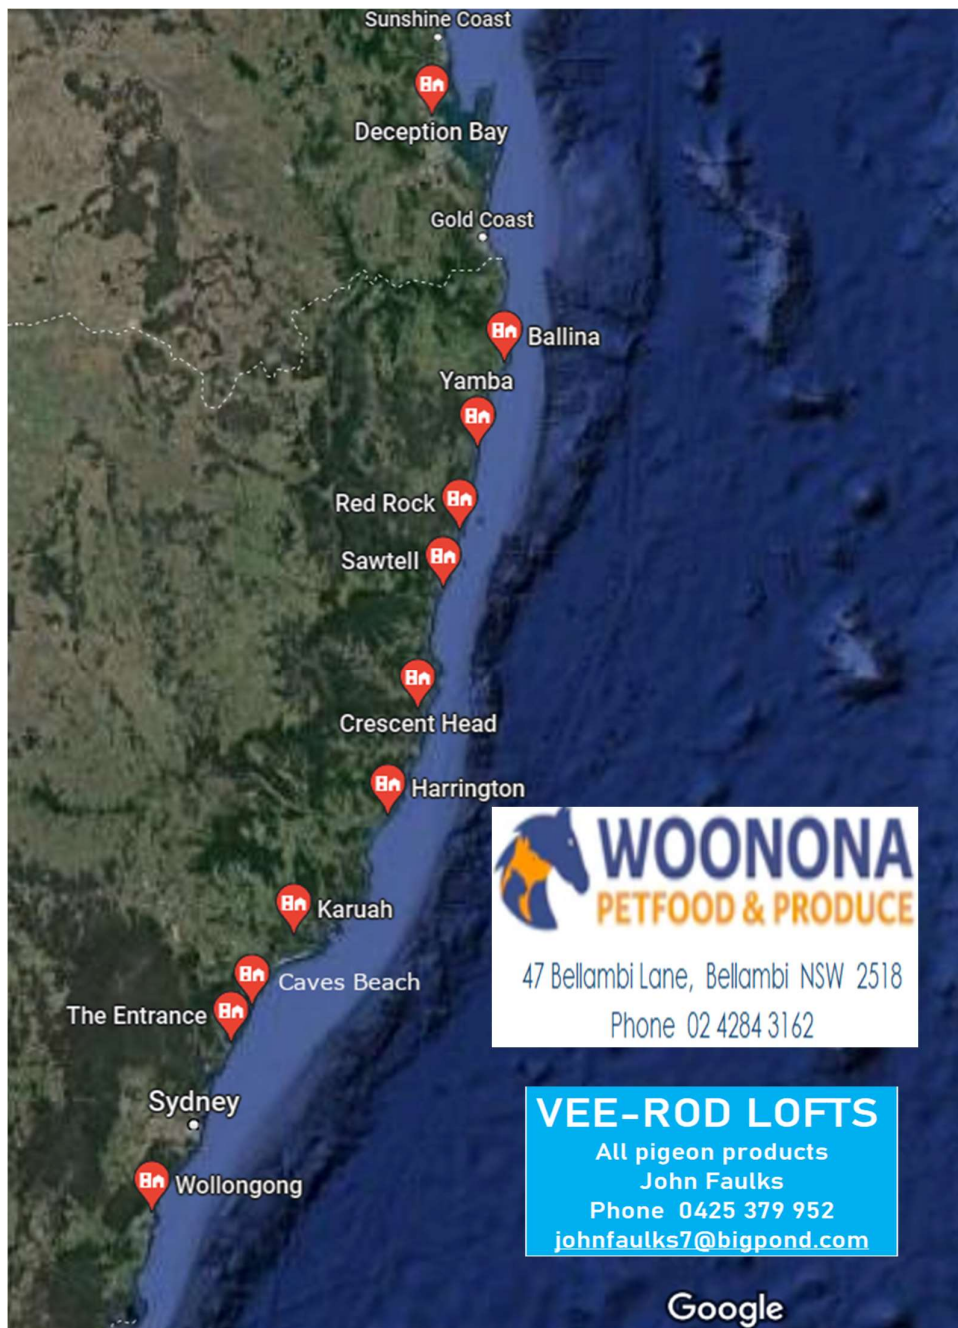 Sunshine Coast
Deception Bay
Gold Coast
Ballina
Yamba
Red Rock
Sawtell
Crescent Head
Harrington
WOONONA
PETFOOD & PRODUCE
47 Bellambi Lane, Bellambi NSW 2518
Phone 02 4284 3162
Karuah
Caves Beach
The Entrance
Sydney
VEE-ROD LOFTS
All pigeon products
John Faulks
Phone 0425 379 952
johnfaulks7@bigpond.com
Wollongong
Google